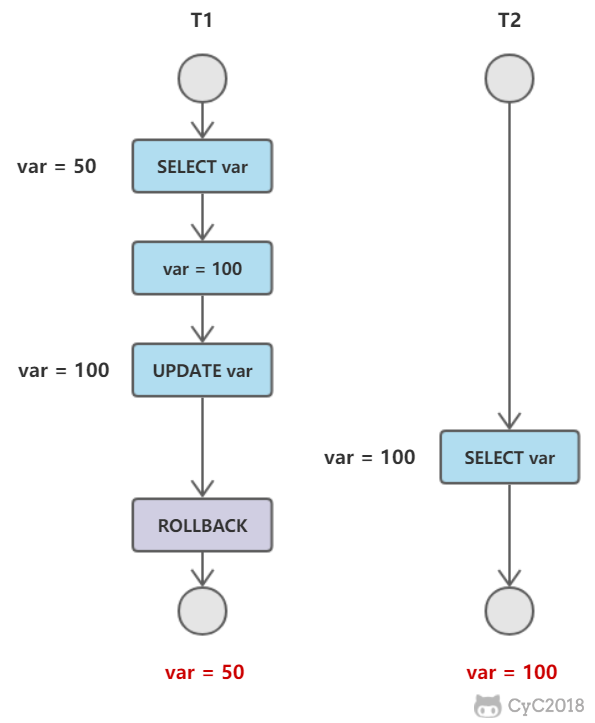 T1
T2
var = 50
SELECT var
var = 100
var = 100
UPDATE var
var = 100
SELECT var
ROLLBACK
var = 50
var = 100
CyC2018